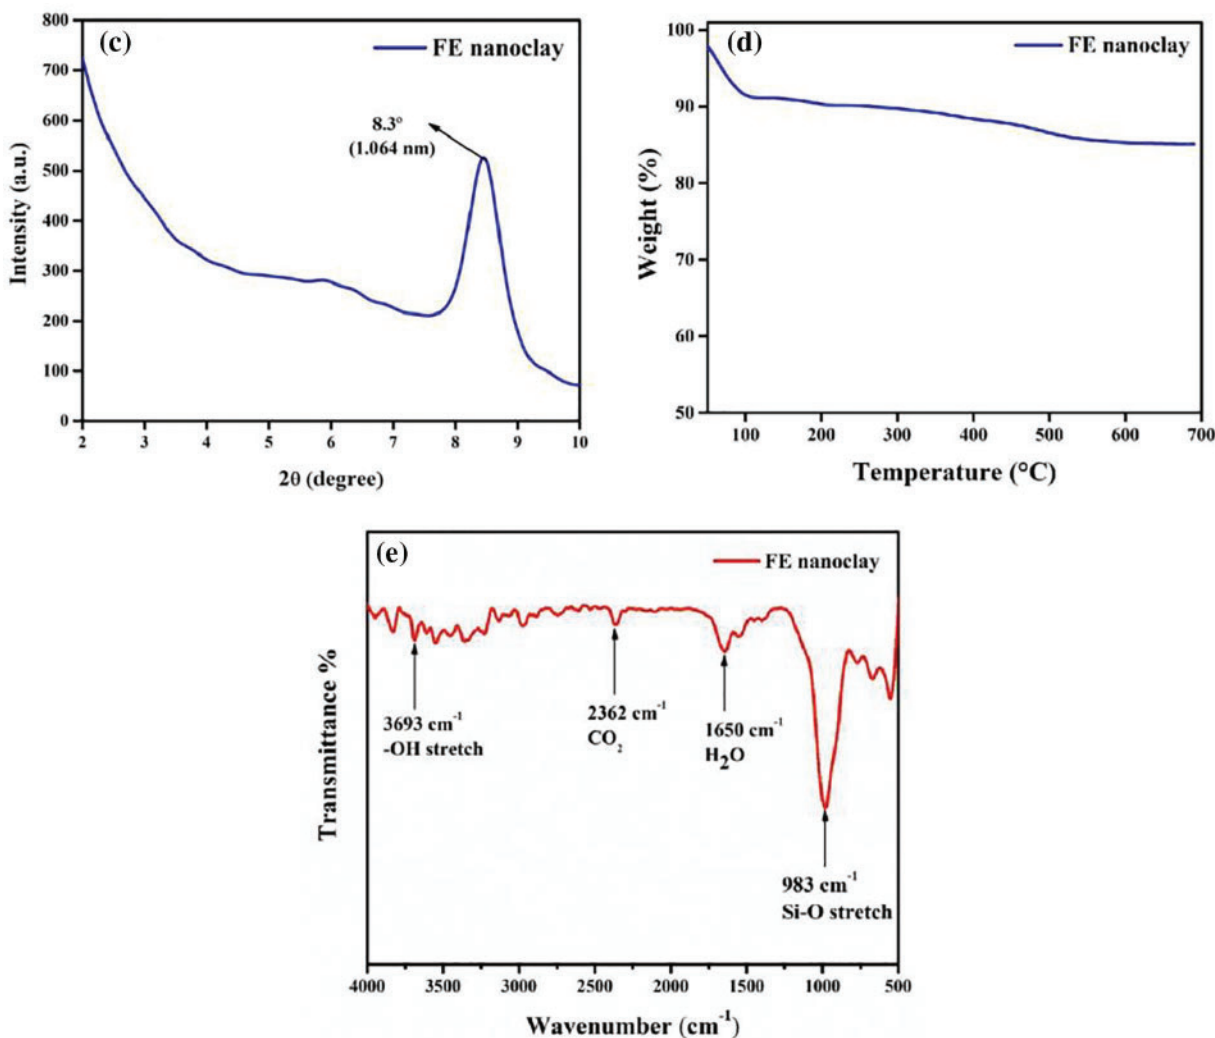 (c)
FE nanoclay
8.3°
(1.064 nm)
Intensity (a.u.)
800
700
600
500
400
300
200
100
0
2 3 4 5 6 7 8 9 10
2θ (degree)
(d)
FE nanoclay
Weight (%)
100
90
80
70
60
50
100 200 300 400 500 600 700
Temperature (°C)
(e)
FE nanoclay
Transmittance %
3693 cm⁻¹
-OH stretch
2362 cm⁻¹
CO₂
1650 cm⁻¹
H₂O
983 cm⁻¹
Si-O stretch
4000 3500 3000 2500 2000 1500 1000 500
Wavenumber (cm⁻¹)